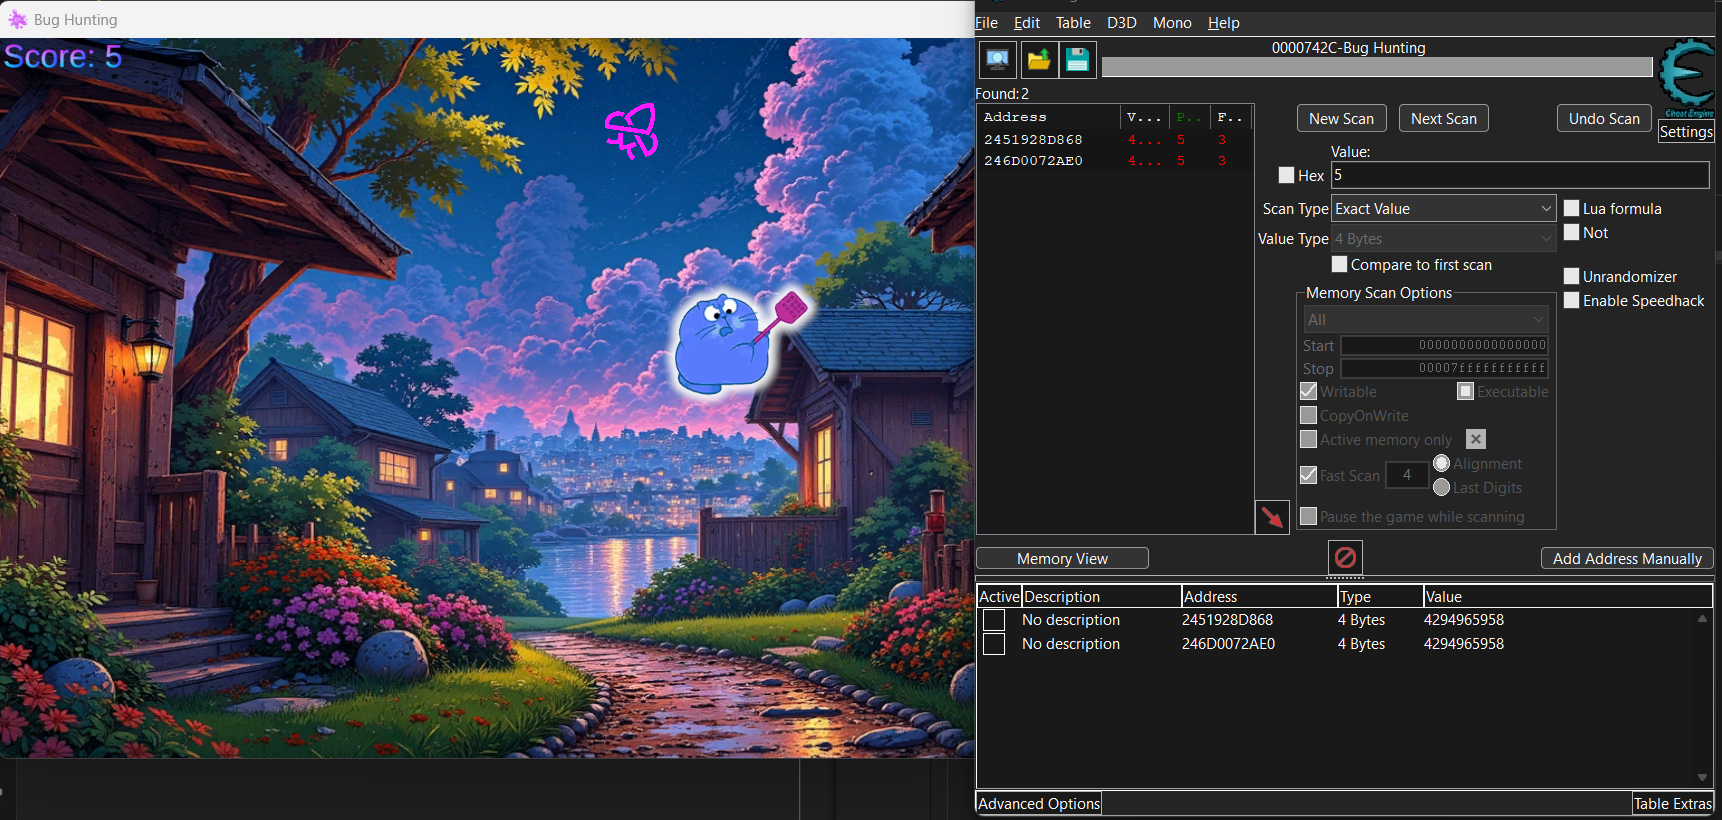 Bug Hunting
Score: 5
File Edit Table D3D Mono Help
0000742C-Bug Hunting
Found:2
Address V... P.. F..
2451928D868 4... 5 3
246D0072AE0 4... 5 3
New Scan Next Scan Undo Scan
Cheat Engine
Settings
Value:
Hex 5
Scan Type Exact Value
Lua formula
Value Type 4 Bytes
Not
Compare to first scan
Unrandomizer
Enable Speedhack
Memory Scan Options
All
Start 0000000000000000
Stop 00007fffffffffff
Writable Executable
CopyOnWrite
Active memory only
Fast Scan 4 Alignment
Last Digits
Pause the game while scanning
Memory View
Add Address Manually
Active Description Address Type Value
No description 2451928D868 4 Bytes 4294965958
No description 246D0072AE0 4 Bytes 4294965958
Advanced Options
Table Extras